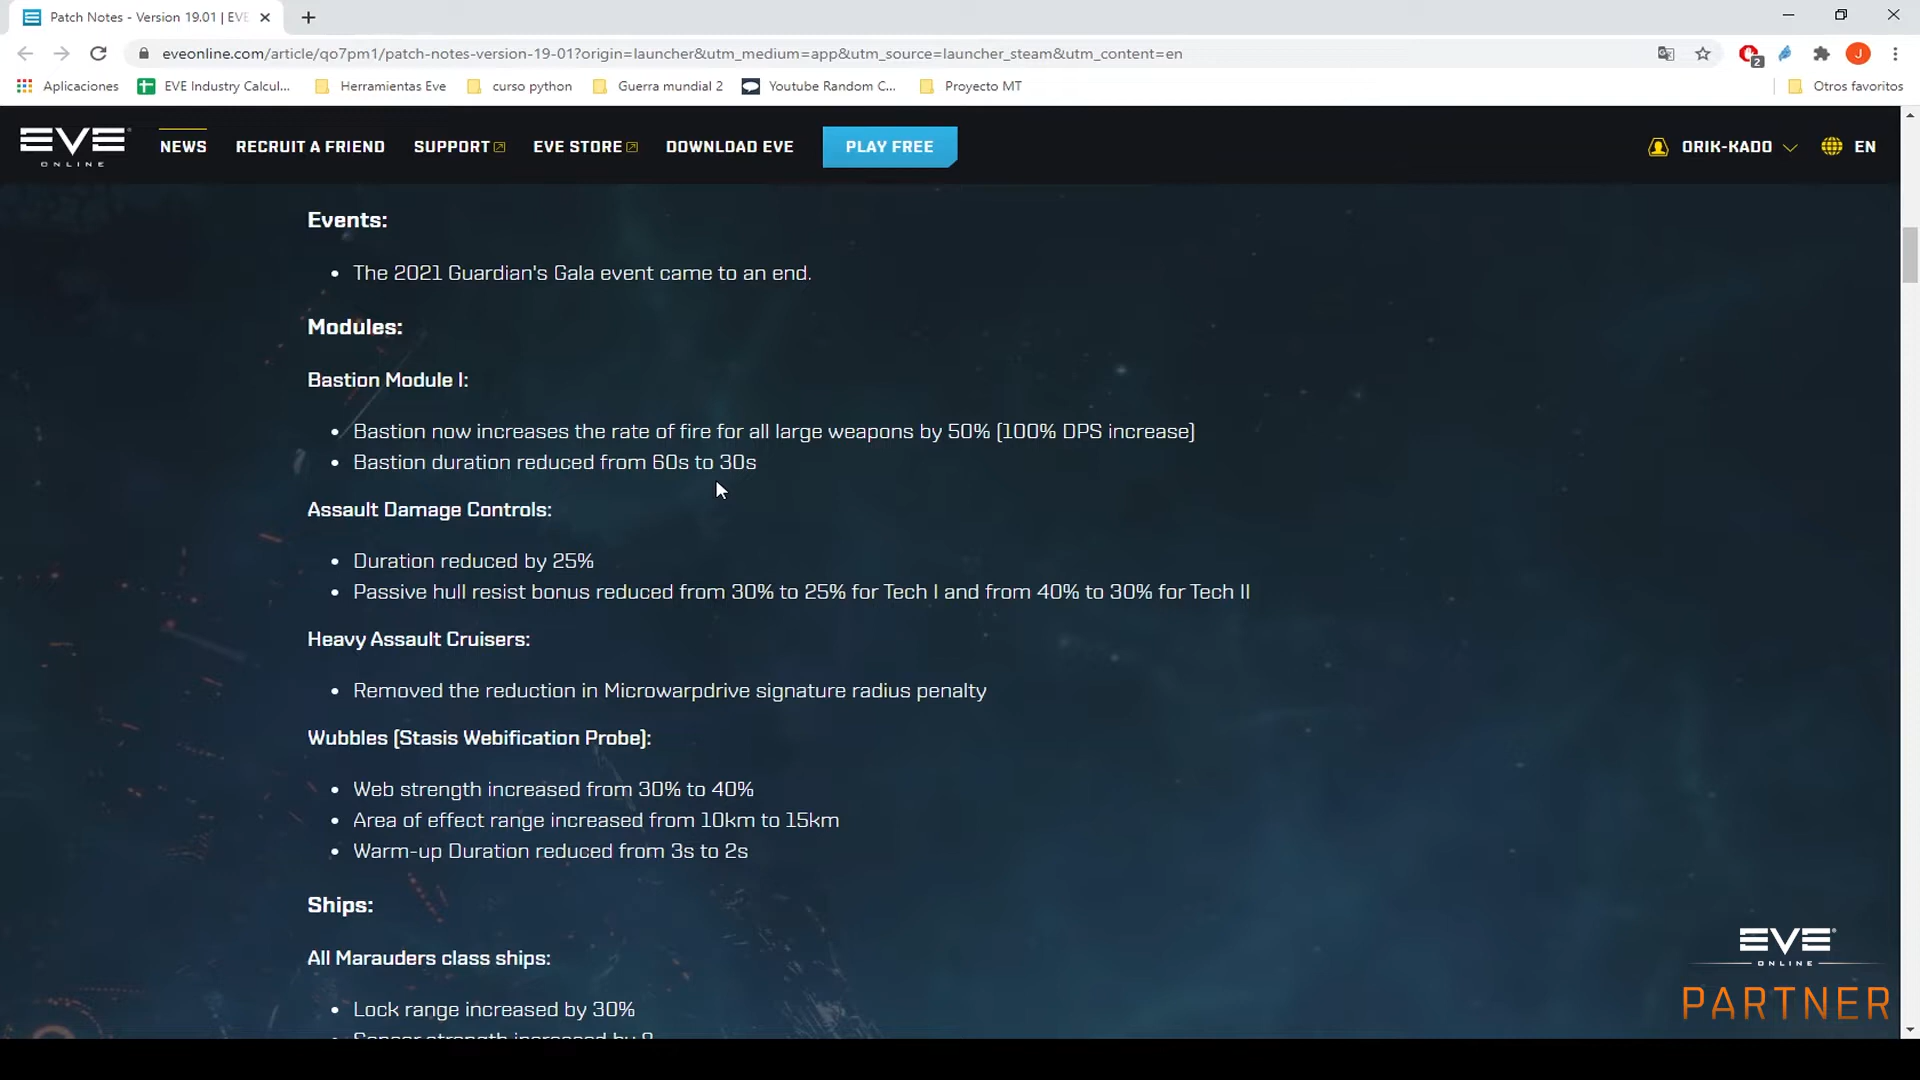 Patch Notes - Version 19.01 | EVE
eveonline.com/article/qo7pm1/patch-notes-version-19-01?origin=launcher&utm_medium=app&utm_source=launcher_steam&utm_content=en
2
J
Aplicaciones EVE Industry Calcul... Herramientas Eve curso python Guerra mundial 2 Youtube Random C... Proyecto MT Otros favoritos
EVE ONLINE NEWS RECRUIT A FRIEND SUPPORT EVE STORE DOWNLOAD EVE PLAY FREE ORIK-KADO EN
Events:
• The 2021 Guardian's Gala event came to an end.
Modules:
Bastion Module I:
• Bastion now increases the rate of fire for all large weapons by 50% [100% DPS increase]
• Bastion duration reduced from 60s to 30s
Assault Damage Controls:
• Duration reduced by 25%
• Passive hull resist bonus reduced from 30% to 25% for Tech I and from 40% to 30% for Tech II
Heavy Assault Cruisers:
• Removed the reduction in Microwarpdrive signature radius penalty
Wubbles [Stasis Webification Probe]:
• Web strength increased from 30% to 40%
• Area of effect range increased from 10km to 15km
• Warm-up Duration reduced from 3s to 2s
Ships:
All Marauders class ships:
• Lock range increased by 30%
Sensor strength increased by
EVE
ONLINE
PARTNER